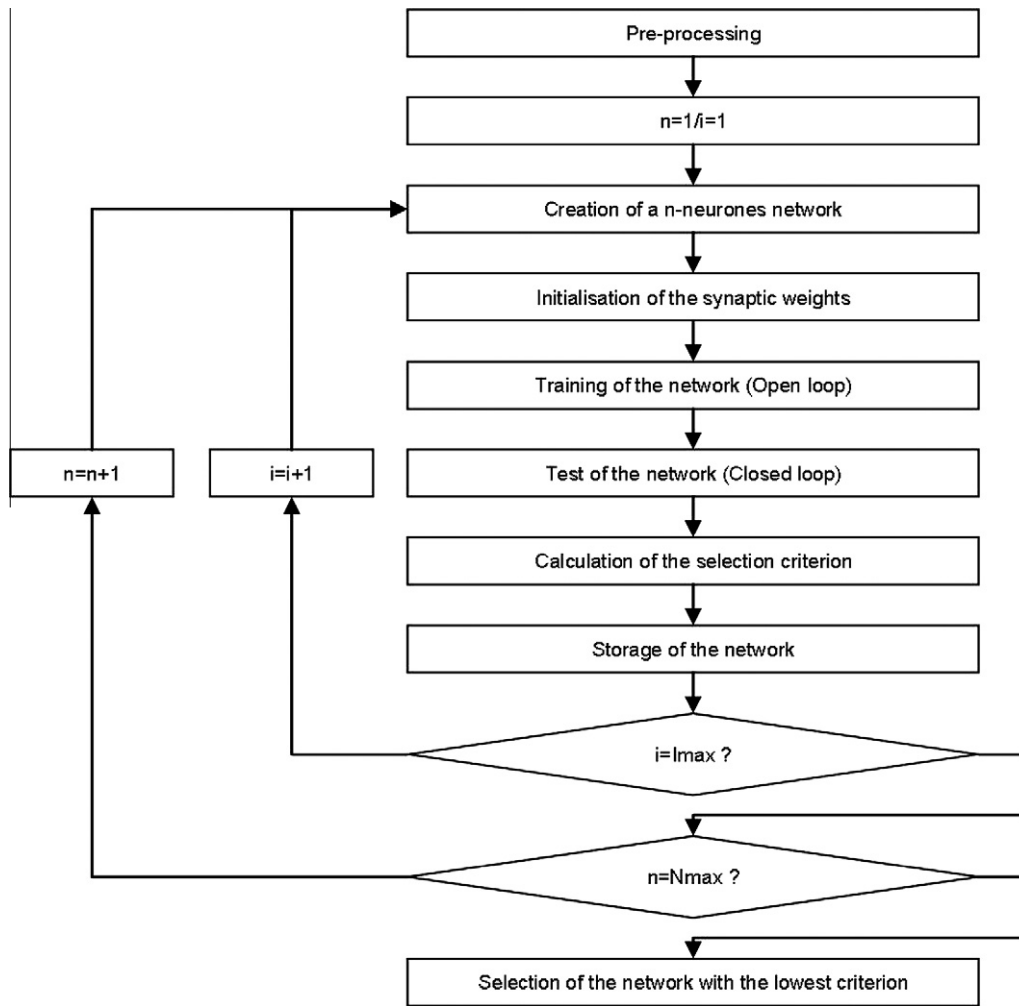 Pre-processing
n=1/i=1
Creation of a n-neurones network
Initialisation of the synaptic weights
Training of the network (Open loop)
n=n+1
i=i+1
Test of the network (Closed loop)
Calculation of the selection criterion
Storage of the network
i=Imax ?
n=Nmax ?
Selection of the network with the lowest criterion